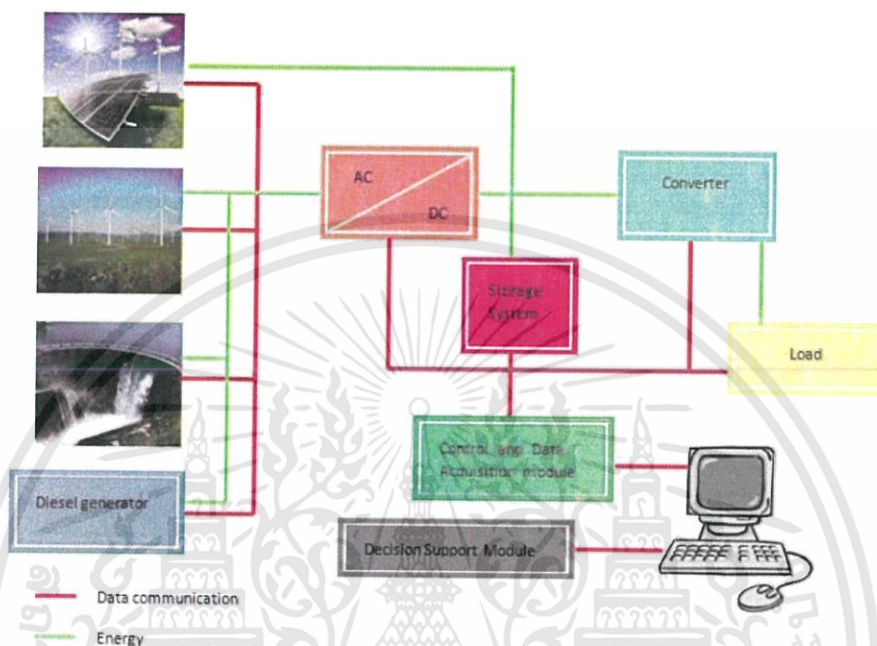 AC
DC
Converter
Storage
System
Load
Control and Data
Acquisition module
Diesel generator
Decision Support Module
Data communication
Energy